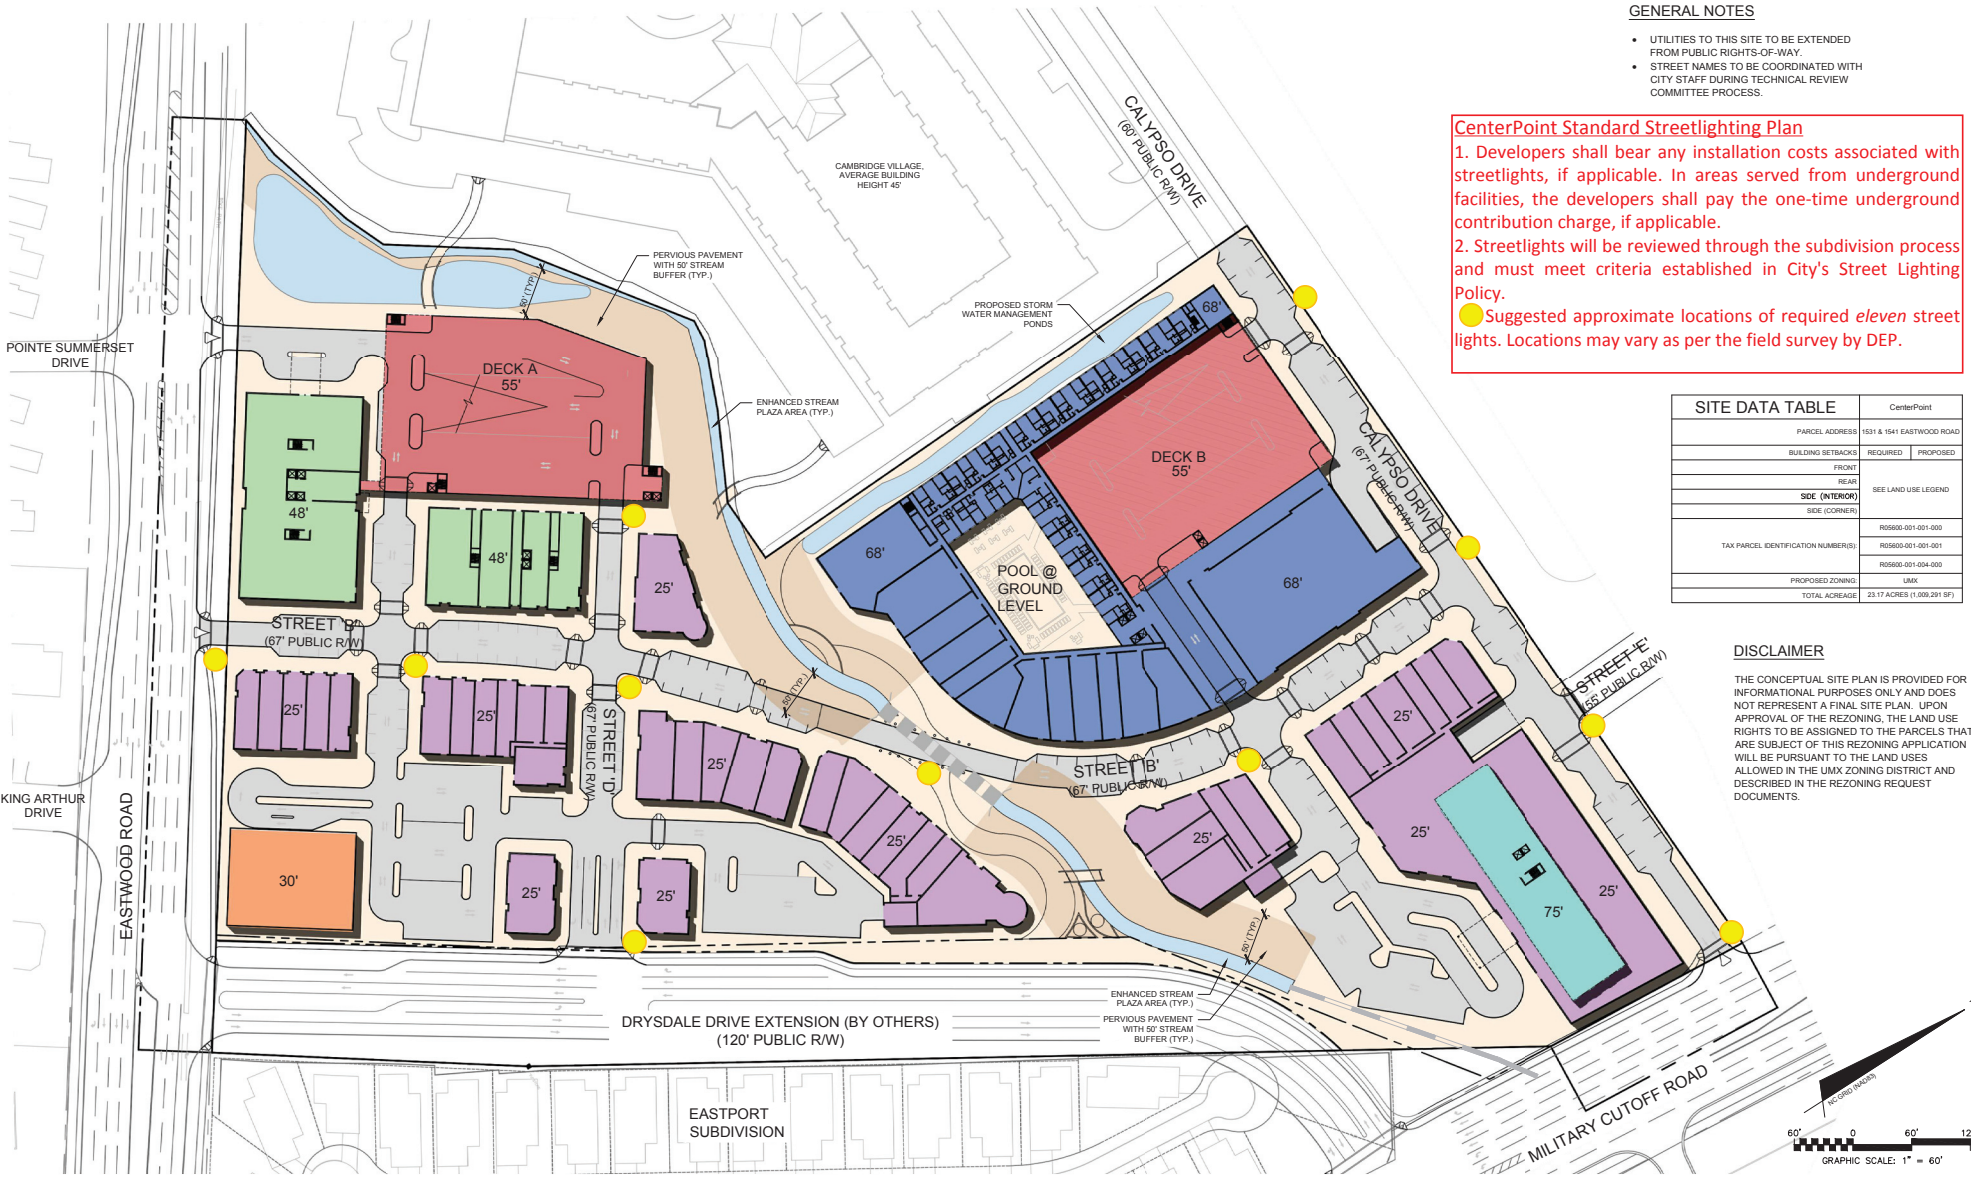 GENERAL NOTES
• UTILITIES TO THIS SITE TO BE EXTENDED
FROM PUBLIC RIGHTS-OF-WAY.
• STREET NAMES TO BE COORDINATED WITH
CITY STAFF DURING TECHNICAL REVIEW
COMMITTEE PROCESS.
CenterPoint Standard Streetlighting Plan
1. Developers shall bear any installation costs associated with
streetlights, if applicable. In areas served from underground
facilities, the developers shall pay the one-time underground
contribution charge, if applicable.
2. Streetlights will be reviewed through the subdivision process
and must meet criteria established in City's Street Lighting
Policy.
Suggested approximate locations of required eleven street
lights. Locations may vary as per the field survey by DEP.
SITE DATA TABLE CenterPoint
PARCEL ADDRESS 1531 & 1541 EASTWOOD ROAD
BUILDING SETBACKS REQUIRED PROPOSED
FRONT
REAR
SIDE (INTERIOR)
SIDE (CORNER)
SEE LAND USE LEGEND
TAX PARCEL IDENTIFICATION NUMBER(S):
R05600-001-001-000
R05600-001-001-001
R05600-001-004-000
PROPOSED ZONING: UMX
TOTAL ACREAGE 23.17 ACRES (1,009,291 SF)
DISCLAIMER
THE CONCEPTUAL SITE PLAN IS PROVIDED FOR
INFORMATIONAL PURPOSES ONLY AND DOES
NOT REPRESENT A FINAL SITE PLAN. UPON
APPROVAL OF THE REZONING, THE LAND USE
RIGHTS TO BE ASSIGNED TO THE PARCELS THAT
ARE SUBJECT OF THIS REZONING APPLICATION
WILL BE PURSUANT TO THE LAND USES
ALLOWED IN THE UMX ZONING DISTRICT AND
DESCRIBED IN THE REZONING REQUEST
DOCUMENTS.
CALYPSO DRIVE
(60' PUBLIC R/W)
CAMBRIDGE VILLAGE,
AVERAGE BUILDING
HEIGHT 45'
PERVIOUS PAVEMENT
WITH 50' STREAM
BUFFER (TYP.)
50' (TYP.)
PROPOSED STORM
WATER MANAGEMENT
PONDS
68'
POINTE SUMMERSET
DRIVE
DECK A
55'
ENHANCED STREAM
PLAZA AREA (TYP.)
DECK B
55'
CALYPSO DRIVE
(67' PUBLIC R/W)
48'
48'
68'
POOL @
GROUND
LEVEL
68'
25'
STREET 'B'
(67' PUBLIC R/W)
STREET 'E'
(55' PUBLIC R/W)
50' (TYP.)
25'
25'
STREET 'D'
(67' PUBLIC R/W)
25'
25'
STREET 'B'
(67' PUBLIC R/W)
KING ARTHUR
DRIVE
EASTWOOD ROAD
25'
25'
25'
30'
25'
25'
25'
75'
50' (TYP.)
ENHANCED STREAM
PLAZA AREA (TYP.)
PERVIOUS PAVEMENT
WITH 50' STREAM
BUFFER (TYP.)
DRYSDALE DRIVE EXTENSION (BY OTHERS)
(120' PUBLIC R/W)
EASTPORT
SUBDIVISION
MILITARY CUTOFF ROAD
NC GRID (NAD83)
60' 0 60'
GRAPHIC SCALE: 1" = 60'